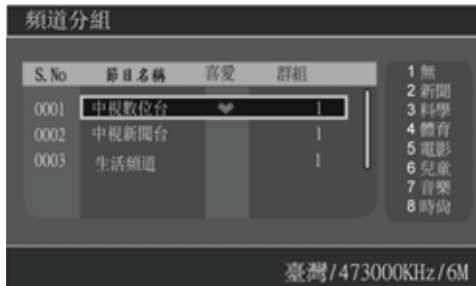 頻道分組
S.No 節目名稱 喜愛 群組
0001 中視數位台 ❤ 1
0002 中視新聞台 1
0003 生活頻道 1
1 無
2 新聞
3 科學
4 體育
5 電影
6 兒童
7 音樂
8 時尚
臺灣/473000KHz/6M